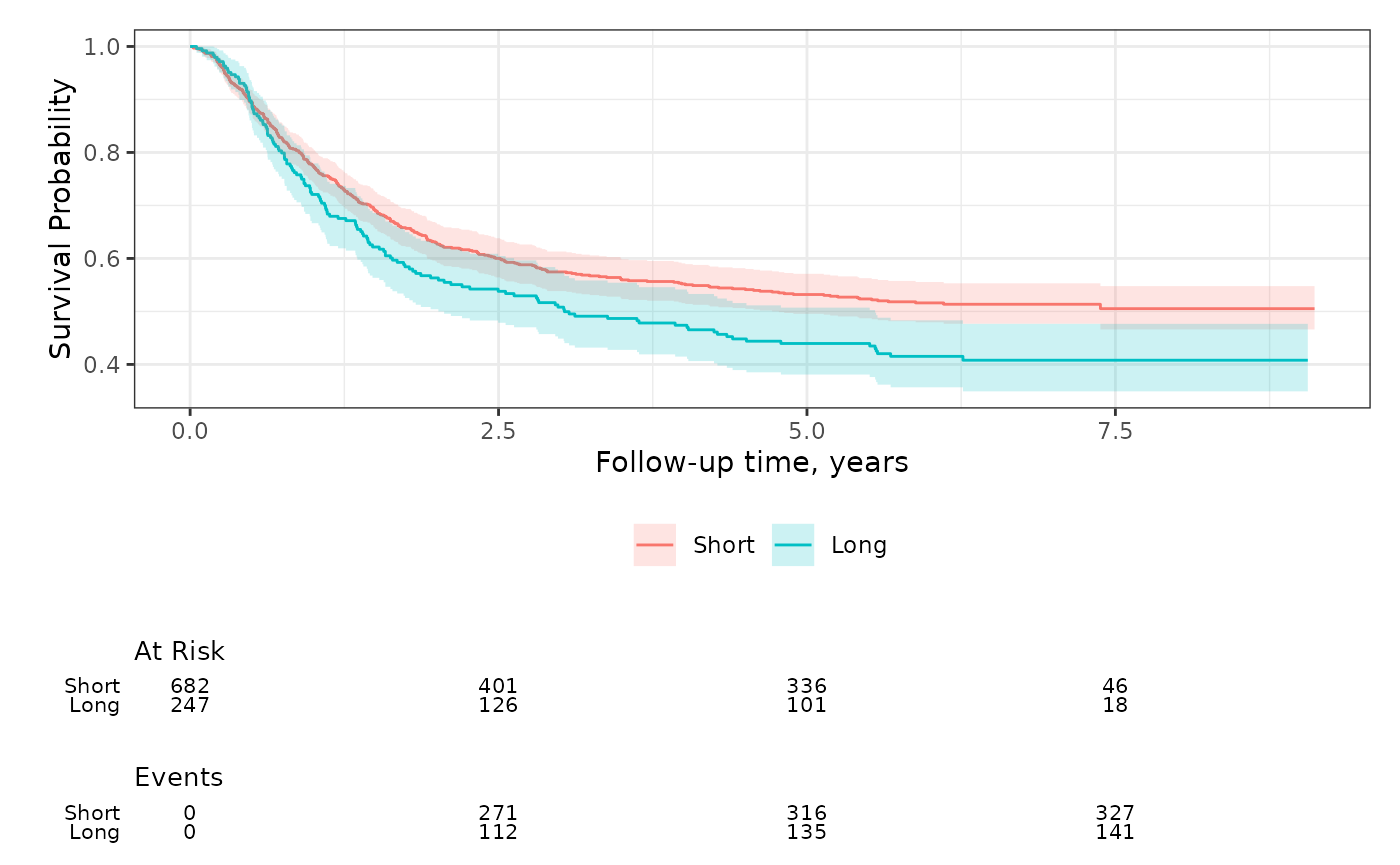 Survival Probability
1.0
0.8
0.6
0.4
0.0 2.5 5.0 7.5
Follow-up time, years
Short Long
At Risk
Short 682 401 336 46
Long 247 126 101 18
Events
Short 0 271 316 327
Long 0 112 135 141